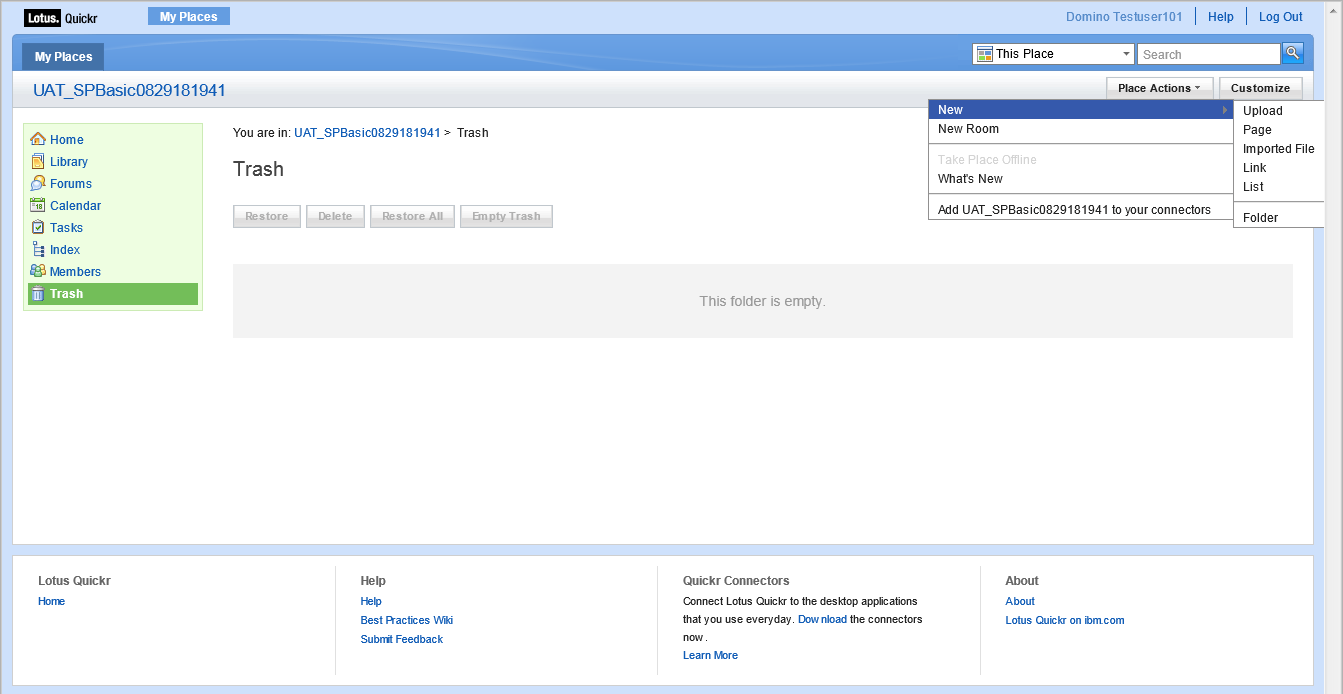 Lotus. Quickr
My Places
Domino Testuser101
Help
Log Out
My Places
This Place
Search
UAT_SPBasic0829181941
Place Actions
Customize
New
New Room
Take Place Offline
What's New
Add UAT_SPBasic0829181941 to your connectors
Upload
Page
Imported File
Link
List
Folder
Home
Library
Forums
18
Calendar
Tasks
Index
Members
Trash
You are in: UAT_SPBasic0829181941 > Trash
Trash
Restore
Delete
Restore All
Empty Trash
This folder is empty.
Lotus Quickr
Home
Help
Help
Best Practices Wiki
Submit Feedback
Quickr Connectors
Connect Lotus Quickr to the desktop applications
that you use everyday. Download the connectors
now.
Learn More
About
About
Lotus Quickr on ibm.com